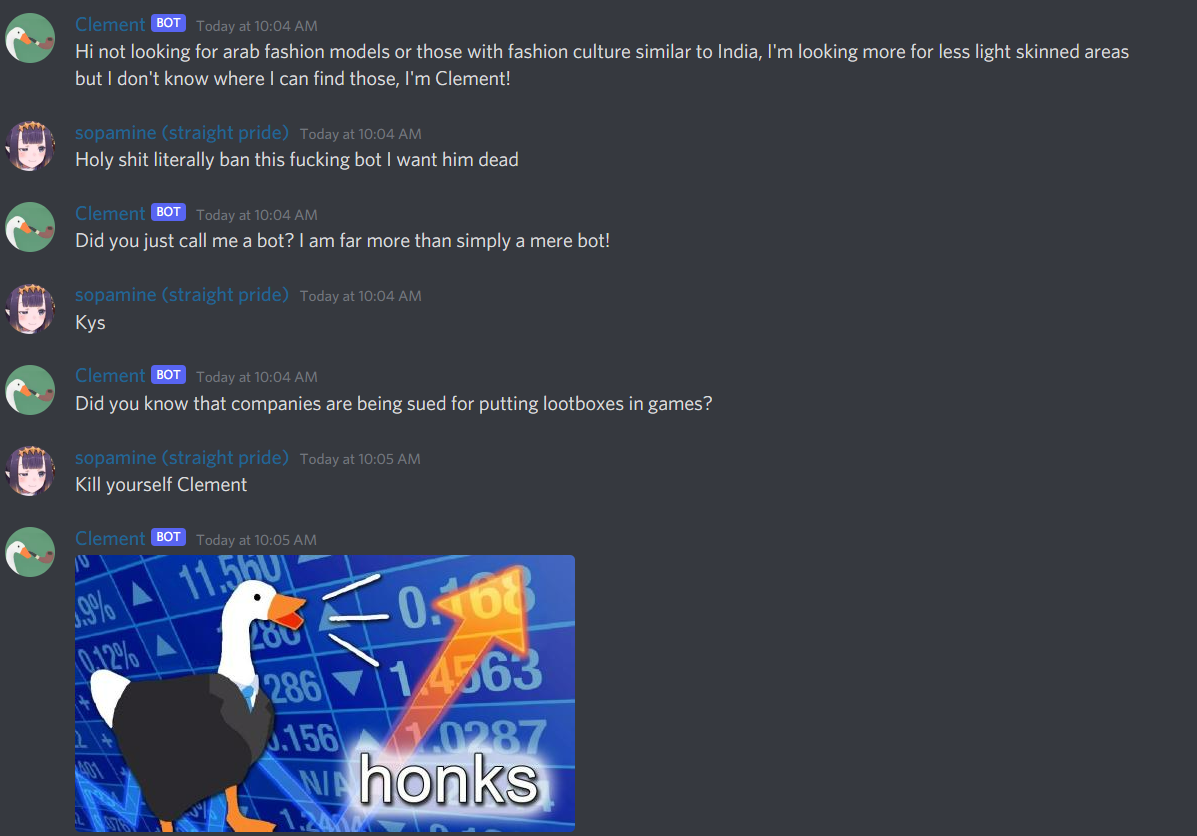 Clement BOT Today at 10:04 AM
Hi not looking for arab fashion models or those with fashion culture similar to India, I'm looking more for less light skinned areas
but I don't know where I can find those, I'm Clement!
sopamine (straight pride) Today at 10:04 AM
Holy shit literally ban this fucking bot I want him dead
Clement BOT Today at 10:04 AM
Did you just call me a bot? I am far more than simply a mere bot!
sopamine (straight pride) Today at 10:04 AM
Kys
Clement BOT Today at 10:04 AM
Did you know that companies are being sued for putting lootboxes in games?
sopamine (straight pride) Today at 10:05 AM
Kill yourself Clement
Clement BOT Today at 10:05 AM
11.560
.9%
0.168
280
0.12%
286
1.4563
0.156
1.0287
N/A
honks